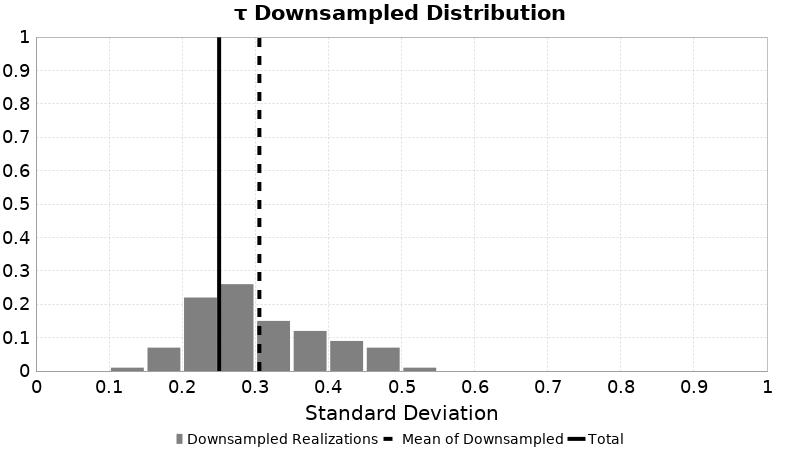 τ Downsampled Distribution
1
0.9
0.8
0.7
0.6
0.5
0.4
0.3
0.2
0.1
0
0 0.1 0.2 0.3 0.4 0.5 0.6 0.7 0.8 0.9 1
Standard Deviation
Downsampled Realizations Mean of Downsampled Total